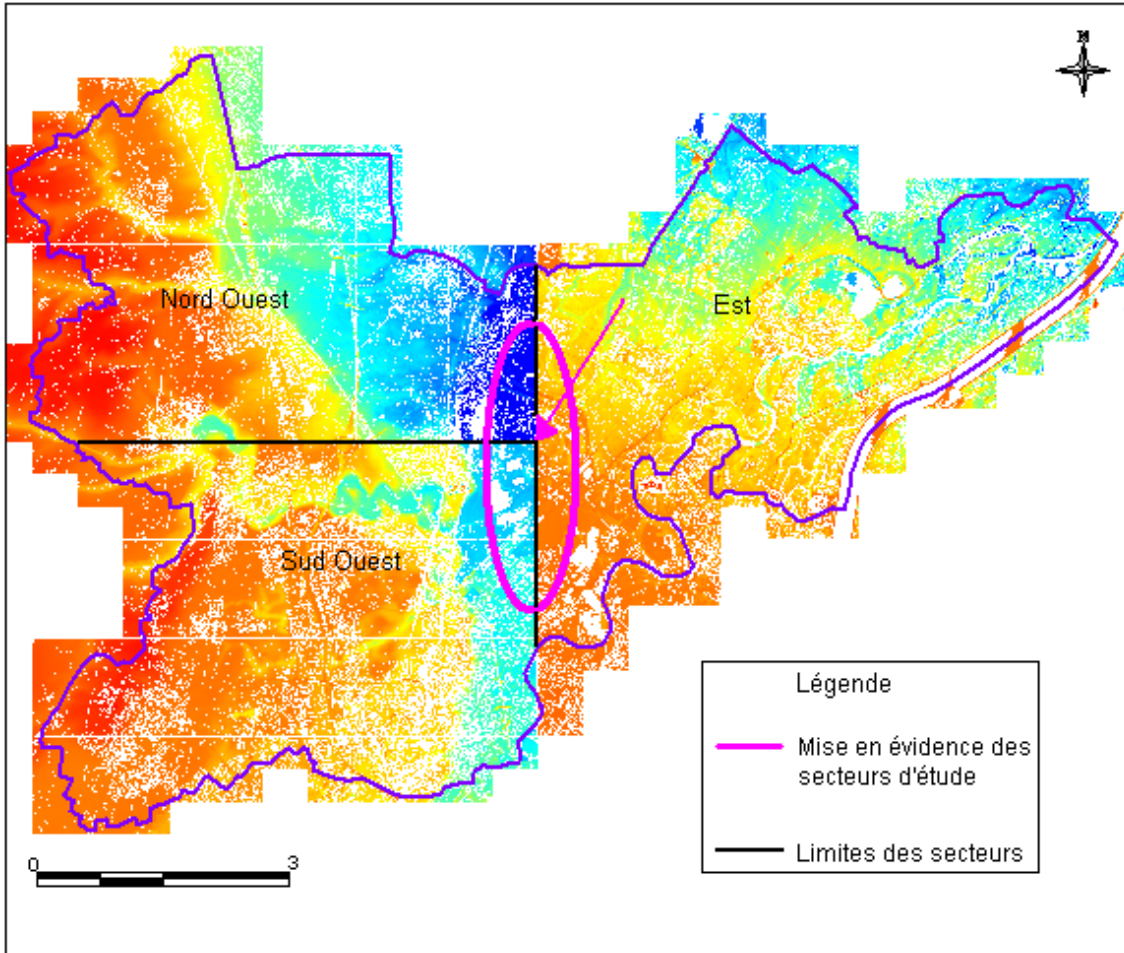 N
Nord Ouest
Est
Sud Ouest
Légende
Mise en évidence des
secteurs d'étude
Limites des secteurs
0
3